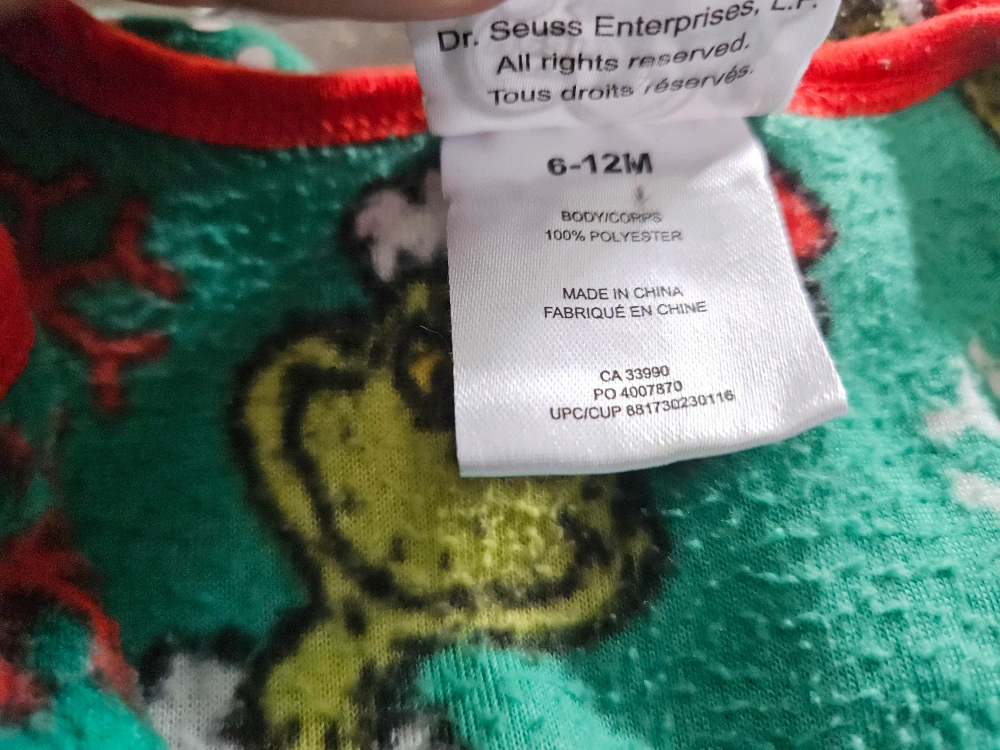 Dr. Seuss Enterprises, L.P.
All rights reserved.
Tous droits réservés.
6-12M
BODY/CORPS
100% POLYESTER
MADE IN CHINA
FABRIQUÉ EN CHINE
CA 33990
PO 4007870
UPC/CUP 881730230116